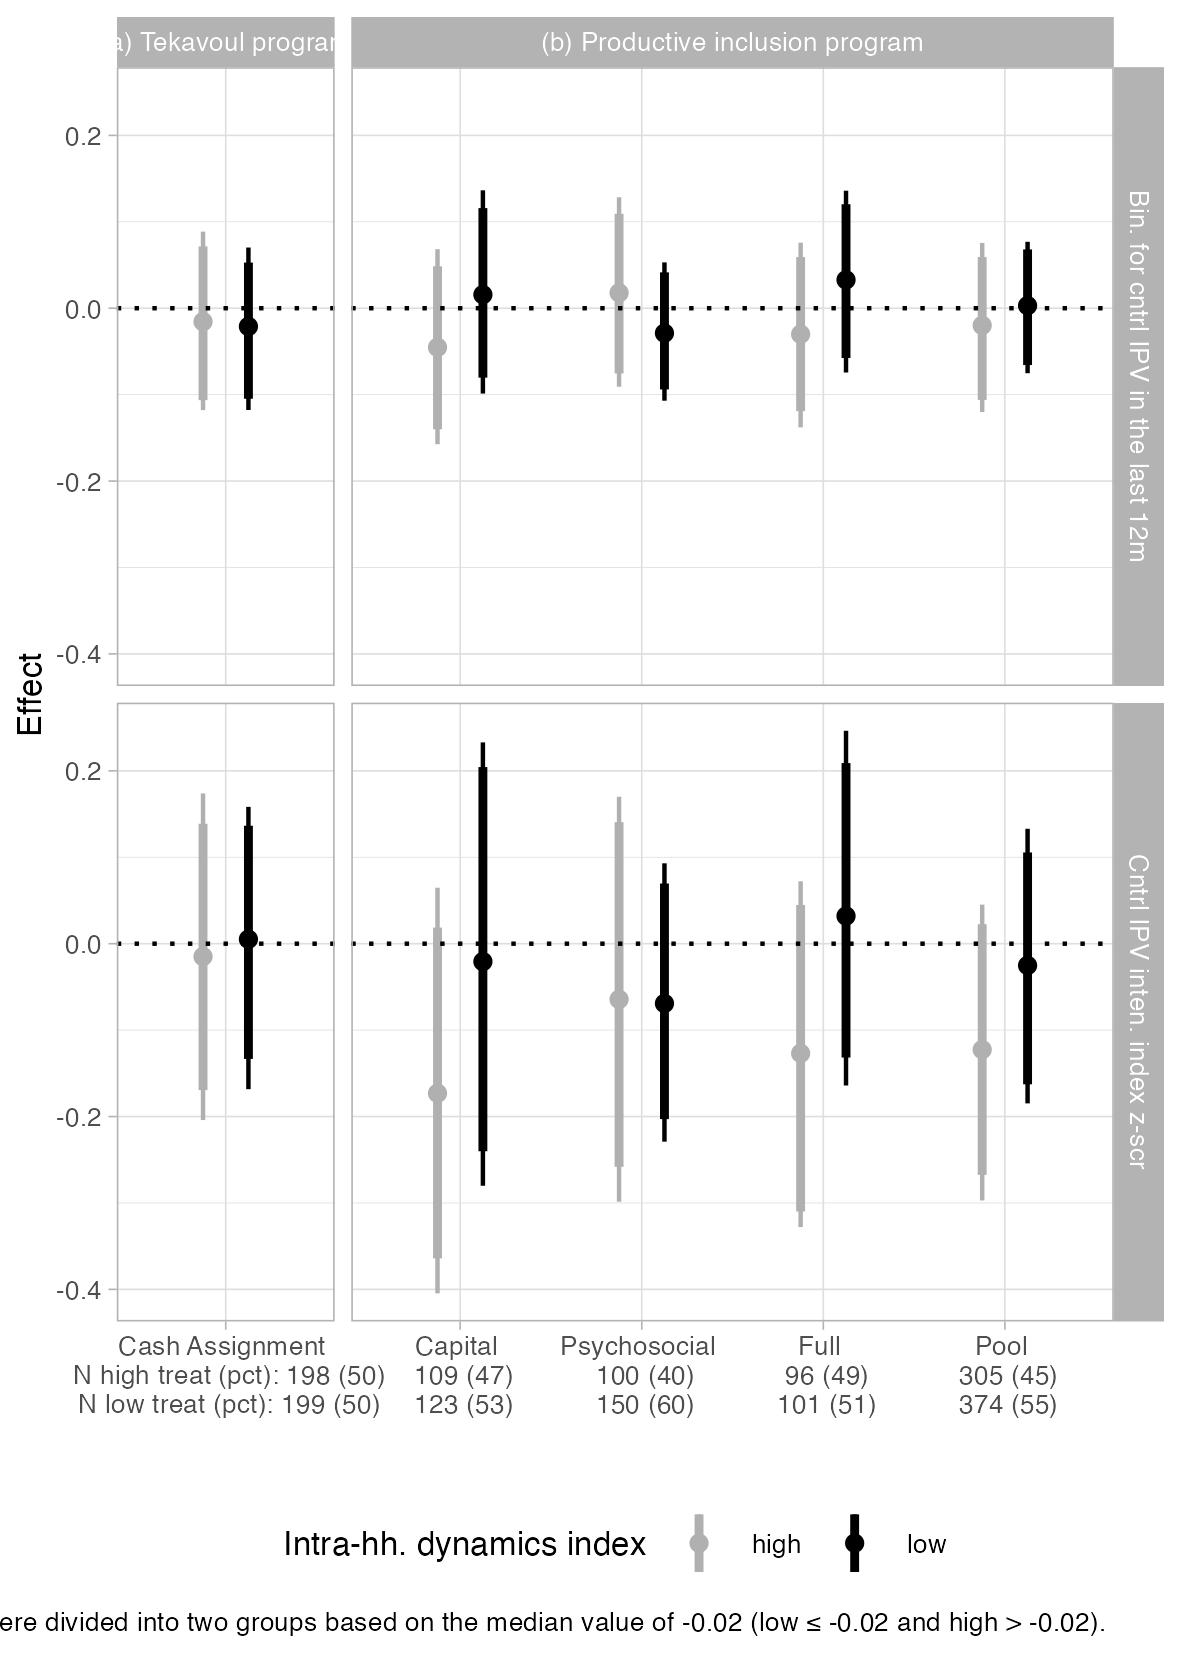 a) Tekavoul progra
(b) Productive inclusion program
0.2
0.0
-0.2
-0.4
Bin. for cntrl IPV in the last 12m
Effect
0.2
0.0
-0.2
-0.4
Cntrl IPV inten. index z-scr
Cash Assignment Capital Psychosocial Full Pool
N high treat (pct): 198 (50) 109 (47) 100 (40) 96 (49) 305 (45)
N low treat (pct): 199 (50) 123 (53) 150 (60) 101 (51) 374 (55)
Intra-hh. dynamics index high low
ere divided into two groups based on the median value of -0.02 (low ≤ -0.02 and high > -0.02).